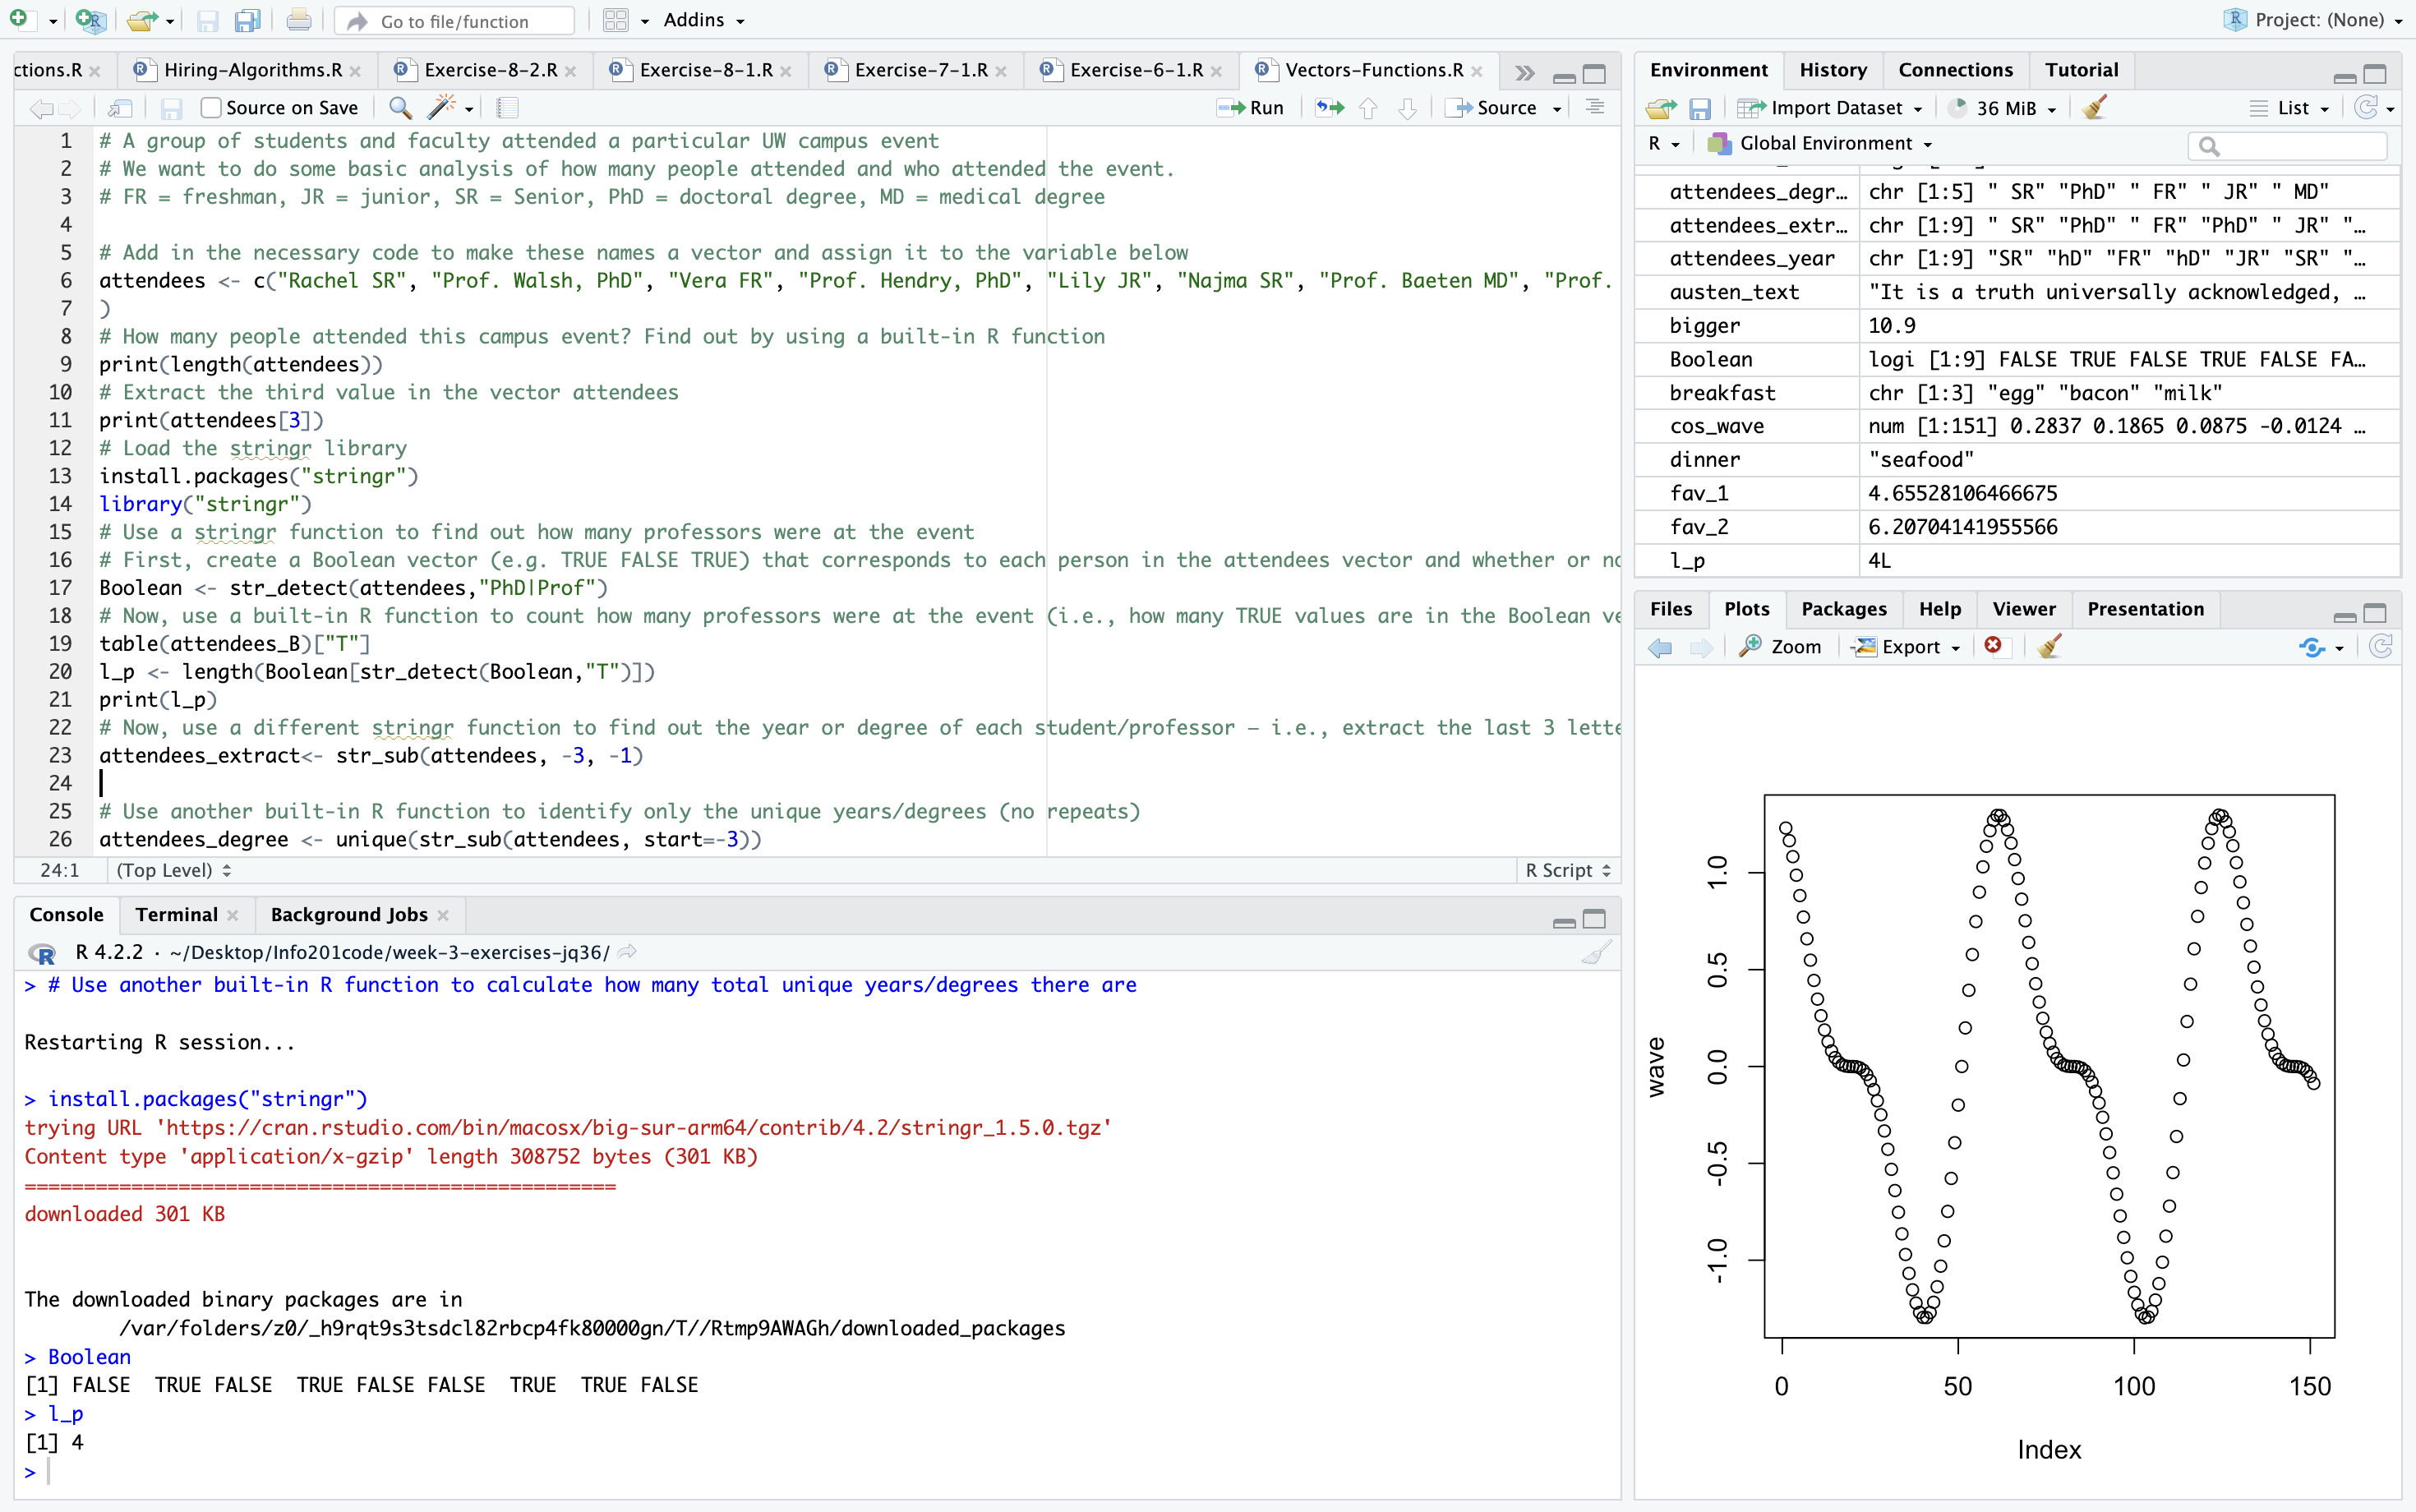 Go to file/function
Addins
Project: (None)
ctions.R
Hiring-Algorithms.R
Exercise-8-2.R
Exercise-8-1.R
Exercise-7-1.R
Exercise-6-1.R
Vectors-Functions.R
Source on Save
Run
Source
1 # A group of students and faculty attended a particular UW campus event
2 # We want to do some basic analysis of how many people attended and who attended the event.
3 # FR = freshman, JR = junior, SR = Senior, PhD = doctoral degree, MD = medical degree
4
5 # Add in the necessary code to make these names a vector and assign it to the variable below
6 attendees <- c("Rachel SR", "Prof. Walsh, PhD", "Vera FR", "Prof. Hendry, PhD", "Lily JR", "Najma SR", "Prof. Baeten MD", "Prof.
7 )
8 # How many people attended this campus event? Find out by using a built-in R function
9 print(length(attendees))
10 # Extract the third value in the vector attendees
11 print(attendees[3])
12 # Load the stringr library
13 install.packages("stringr")
14 library("stringr")
15 # Use a stringr function to find out how many professors were at the event
16 # First, create a Boolean vector (e.g. TRUE FALSE TRUE) that corresponds to each person in the attendees vector and whether or no
17 Boolean <- str_detect(attendees,"PhD|Prof")
18 # Now, use a built-in R function to count how many professors were at the event (i.e., how many TRUE values are in the Boolean ve
19 table(attendees_B)["T"]
20 l_p <- length(Boolean[str_detect(Boolean,"T")])
21 print(l_p)
22 # Now, use a different stringr function to find out the year or degree of each student/professor — i.e., extract the last 3 lette
23 attendees_extract<- str_sub(attendees, -3, -1)
24
25 # Use another built-in R function to identify only the unique years/degrees (no repeats)
26 attendees_degree <- unique(str_sub(attendees, start=-3))
24:1 (Top Level) R Script
Console Terminal Background Jobs
R 4.2.2 · ~/Desktop/Info201code/week-3-exercises-jq36/
> # Use another built-in R function to calculate how many total unique years/degrees there are
Restarting R session...
> install.packages("stringr")
trying URL 'https://cran.rstudio.com/bin/macosx/big-sur-arm64/contrib/4.2/stringr_1.5.0.tgz'
Content type 'application/x-gzip' length 308752 bytes (301 KB)
==================================================
downloaded 301 KB
The downloaded binary packages are in
/var/folders/z0/_h9rqt9s3tsdcl82rbcp4fk80000gn/T//Rtmp9AWAGh/downloaded_packages
> Boolean
[1] FALSE  TRUE FALSE  TRUE FALSE FALSE  TRUE  TRUE FALSE
> l_p
[1] 4
>
Environment History Connections Tutorial
Import Dataset 36 MiB List
R Global Environment
attendees_degr… chr [1:5] " SR" "PhD" " FR" " JR" " MD"
attendees_extr… chr [1:9] " SR" "PhD" " FR" "PhD" " JR" "…
attendees_year chr [1:9] "SR" "hD" "FR" "hD" "JR" "SR" "…
austen_text "It is a truth universally acknowledged, …
bigger 10.9
Boolean logi [1:9] FALSE TRUE FALSE TRUE FALSE FA…
breakfast chr [1:3] "egg" "bacon" "milk"
cos_wave num [1:151] 0.2837 0.1865 0.0875 -0.0124 …
dinner "seafood"
fav_1 4.65528106466675
fav_2 6.20704141955566
l_p 4L
Files Plots Packages Help Viewer Presentation
Zoom Export
wave
1.0
0.5
0.0
-0.5
-1.0
0 50 100 150
Index